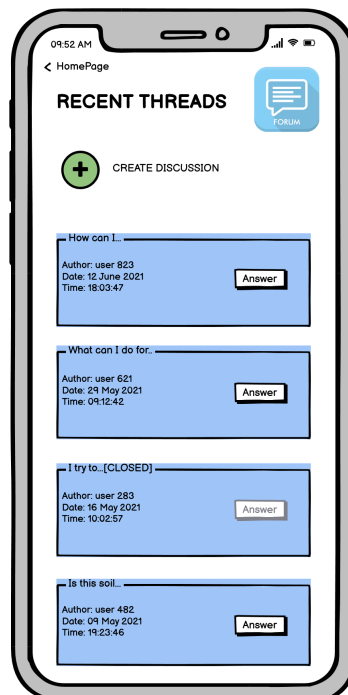 09:52 AM
< HomePage
RECENT THREADS
FORUM
CREATE DISCUSSION
How can I...
Author: user 823
Date: 12 June 2021
Time: 18:03:47
Answer
What can I do for..
Author: user 621
Date: 29 May 2021
Time: 09:12:42
Answer
I try to...[CLOSED]
Author: user 283
Date: 16 May 2021
Time: 10:02:57
Answer
Is this soil...
Author: user 482
Date: 09 May 2021
Time: 19:23:46
Answer